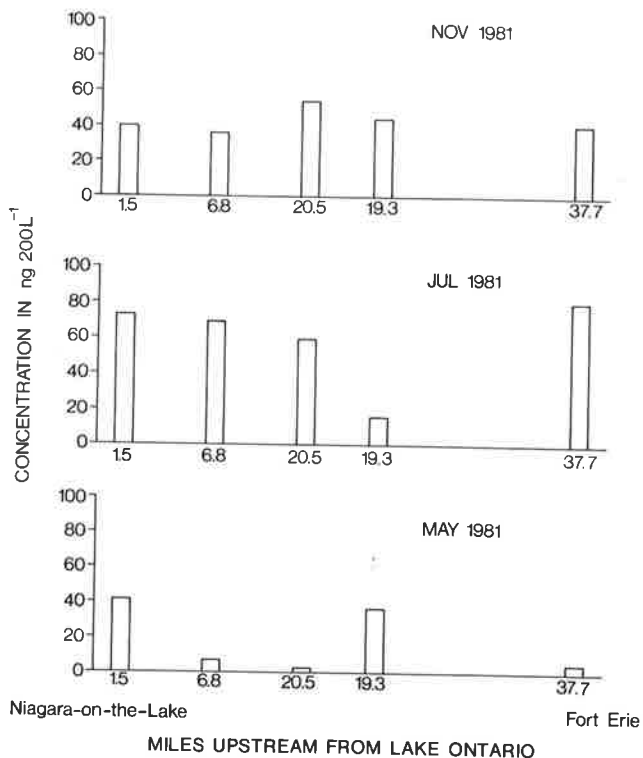 CONCENTRATION IN ng 200L⁻¹
NOV 1981
100
80
60
40
20
0
1.5 6.8 20.5 19.3 37.7
JUL 1981
100
80
60
40
20
0
1.5 6.8 20.5 19.3 37.7
MAY 1981
100
80
60
40
20
0
1.5 6.8 20.5 19.3 37.7
Niagara-on-the-Lake Fort Erie
MILES UPSTREAM FROM LAKE ONTARIO